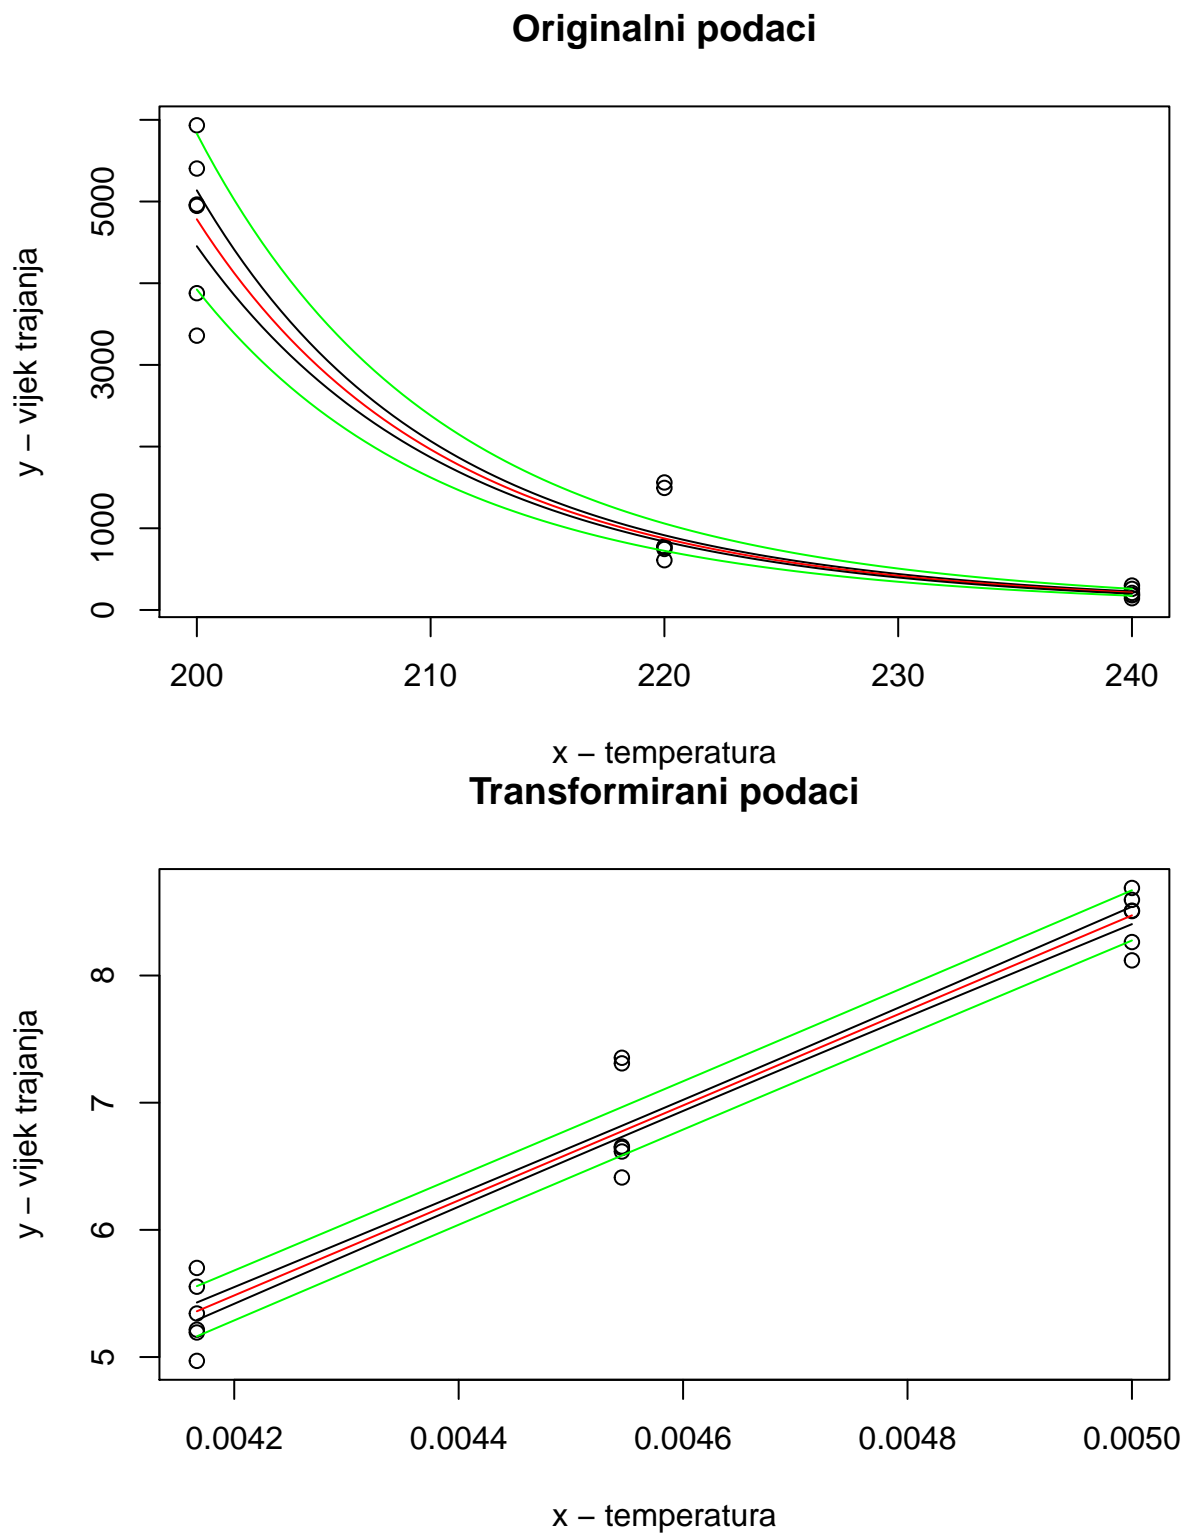 Originalni podaci
y – vijek trajanja
5000
3000
1000
0
200 210 220 230 240
x – temperatura
Transformirani podaci
y – vijek trajanja
8
7
6
5
0.0042 0.0044 0.0046 0.0048 0.0050
x – temperatura